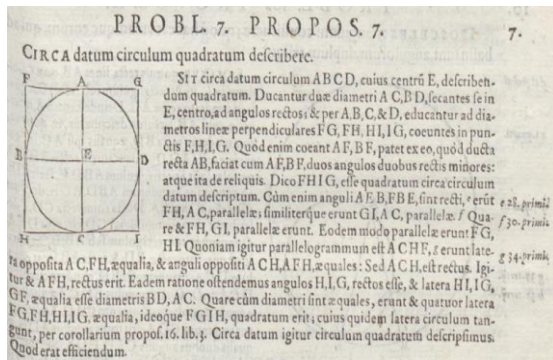 PROBL. 7. PROPOS. 7.
7.
CIRCA datum circulum quadratum describere.
SIT circa datum circulum ABCD, cuius centrũ E, describen-
dum quadratum. Ducantur duæ diametri AC, BD, secantes se in
E, centro, ad angulos rectos; & per A, B, C, & D, educantur ad dia-
metros lineæ perpendiculares FG, FH, HI, IG, coeuntes in pun-
ctis F, H, I, G. Quòd enim coeant AF, BF, patet ex eo, quòd ducta
recta AB, faciat cum AF, BF, duos angulos duobus rectis minores:
atque ita de reliquis. Dico FHIG, esse quadratum circa circulum
datum descriptum. Cùm enim anguli AEB, FBE, sint recti, e erũt
FH, AC, parallelæ; similiterque erunt GI, AC, parallelæ. f Qua-
re & FH, GI, parallelæ erunt. Eodem modo parallelæ erunt FG,
HI. Quoniam igitur parallelogrammum est ACHF, g erunt late-
ra opposita AC, FH, æqualia, & anguli oppositi ACH, AFH, æquales: Sed ACH, est rectus. Igi-
tur & AFH, rectus erit. Eadem ratione ostendemus angulos H, I, G, rectos esse, & latera HI, IG,
GF, æqualia esse diametris BD, AC. Quare cùm diametri sint æquales, erunt & quatuor latera
FG, FH, HI, IG, æqualia, ideoque FGIH, quadratum erit; cuius quidem latera circulum tan-
gunt, per corollarium propos. 16. lib. 3. Circa datum igitur circulum quadratum descripsimus.
Quod erat efficiendum.
e 28. primi.
f 30. primi.
g 34. primi.
F A G
B E D
H C I